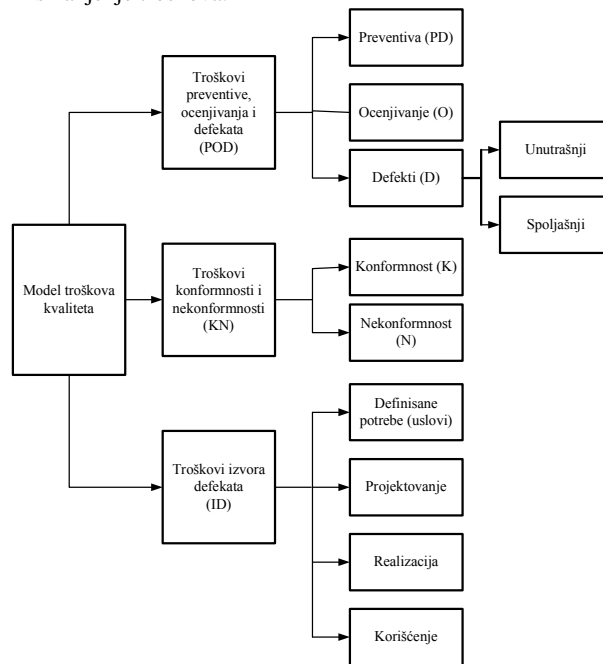 Preventiva (PD)
Troškovi
preventive,
ocenjivanja i
defekata
(POD)
Ocenjivanje (O)
Defekti (D)
Unutrašnji
Spoljašnji
Model troškova
kvaliteta
Troškovi
konformnosti i
nekonformnosti
(KN)
Konformnost (K)
Nekonformnost
(N)
Definisane
potrebe (uslovi)
Troškovi izvora
defekata
(ID)
Projektovanje
Realizacija
Korišćenje